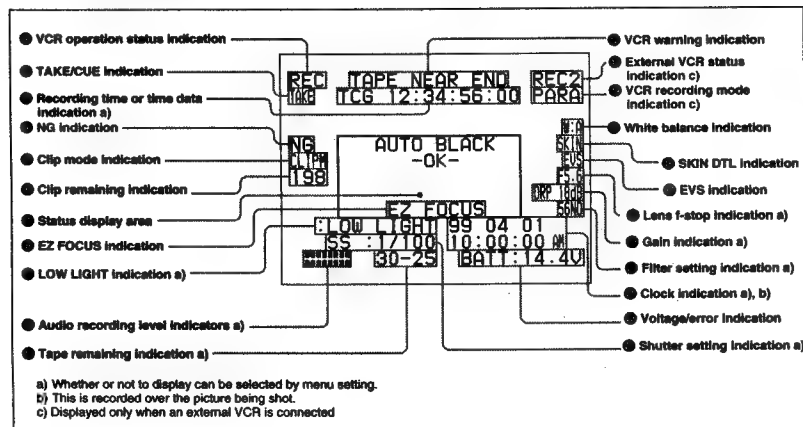 VCR operation status indication
TAKE/CUE indication
Recording time or time data
indication a)
NG indication
Clip mode indication
Clip remaining indication
Status display area
EZ FOCUS indication
LOW LIGHT indication a)
Audio recording level indicators a)
Tape remaining indication a)
REC
TAPE NEAR END
REC2
TAKE
TCG 12:34:56:00
PARA
W:A
NG
AUTO BLACK
SKIN
CLIPM
-OK-
EVS
198
F5.6
DRP 18dB
EZ FOCUS
56ND
:LOW LIGHT
99 04 01
SS :1/100
10:00:00 AM
30-25
BATT:14.4V
VCR warning indication
External VCR status
indication c)
VCR recording mode
indication c)
White balance indication
SKIN DTL indication
EVS indication
Lens f-stop indication a)
Gain indication a)
Filter setting indication a)
Clock indication a), b)
Voltage/error indication
Shutter setting indication a)
a) Whether or not to display can be selected by menu setting.
b) This is recorded over the picture being shot.
c) Displayed only when an external VCR is connected